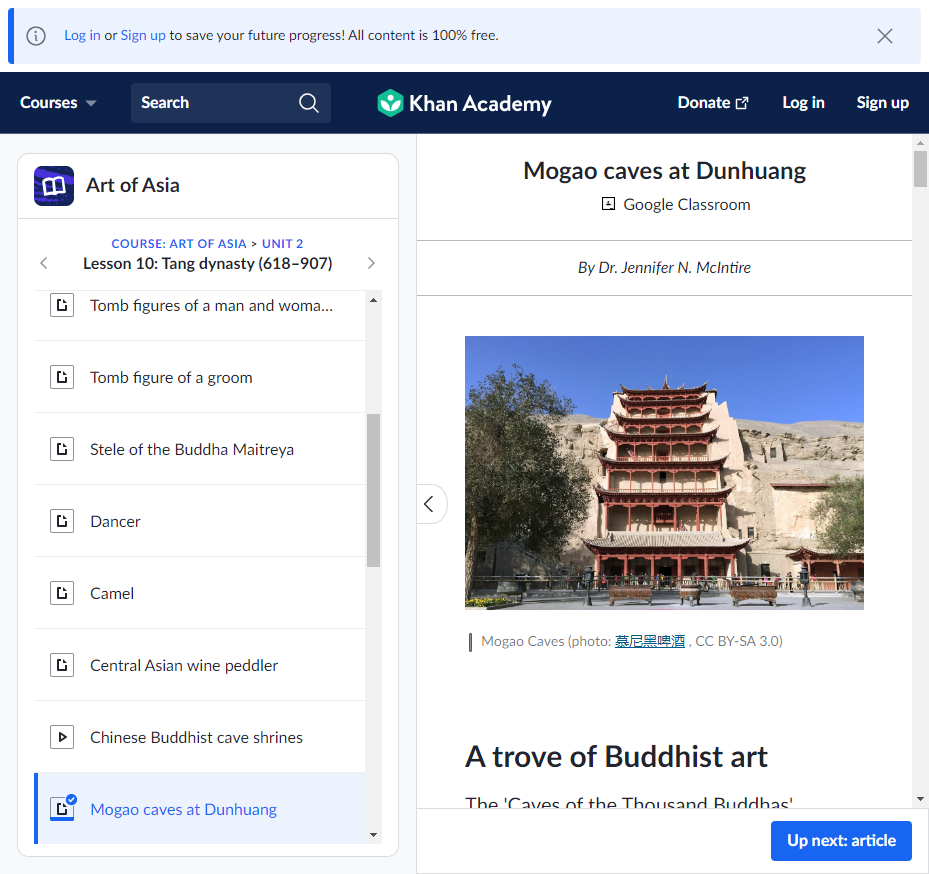 Log in or Sign up to save your future progress! All content is 100% free.
Courses
Search
Khan Academy
Donate
Log in
Sign up
Art of Asia
COURSE: ART OF ASIA > UNIT 2
Lesson 10: Tang dynasty (618–907)
Tomb figures of a man and woma...
Tomb figure of a groom
Stele of the Buddha Maitreya
Dancer
Camel
Central Asian wine peddler
Chinese Buddhist cave shrines
Mogao caves at Dunhuang
Mogao caves at Dunhuang
Google Classroom
By Dr. Jennifer N. McIntire
Mogao Caves (photo: 慕尼黑啤酒 , CC BY-SA 3.0)
A trove of Buddhist art
The 'Caves of the Thousand Buddhas'
Up next: article